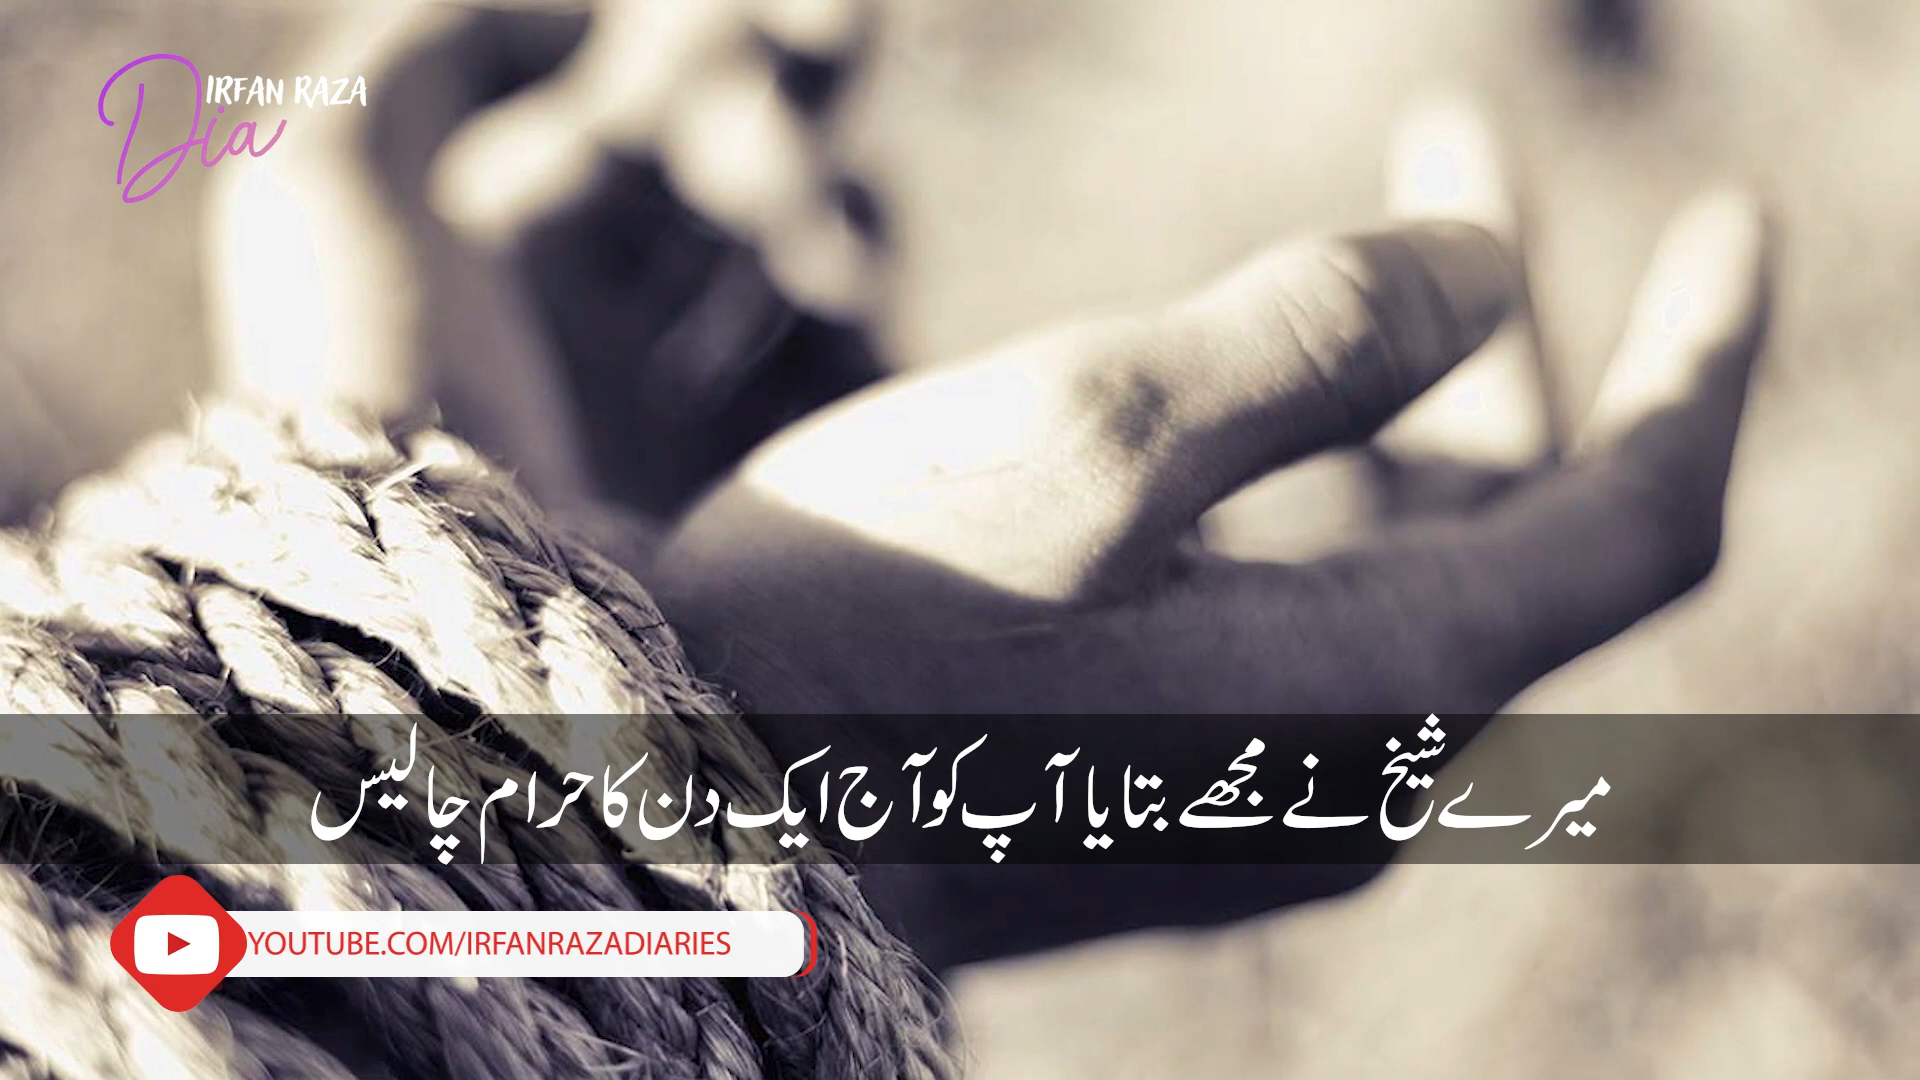 IRFAN RAZA
Dia
میرے شیخ نے مجھے بتایا آپ کو آج ایک دن کا حرام چالیس
YOUTUBE.COM/IRFANRAZADIARIES